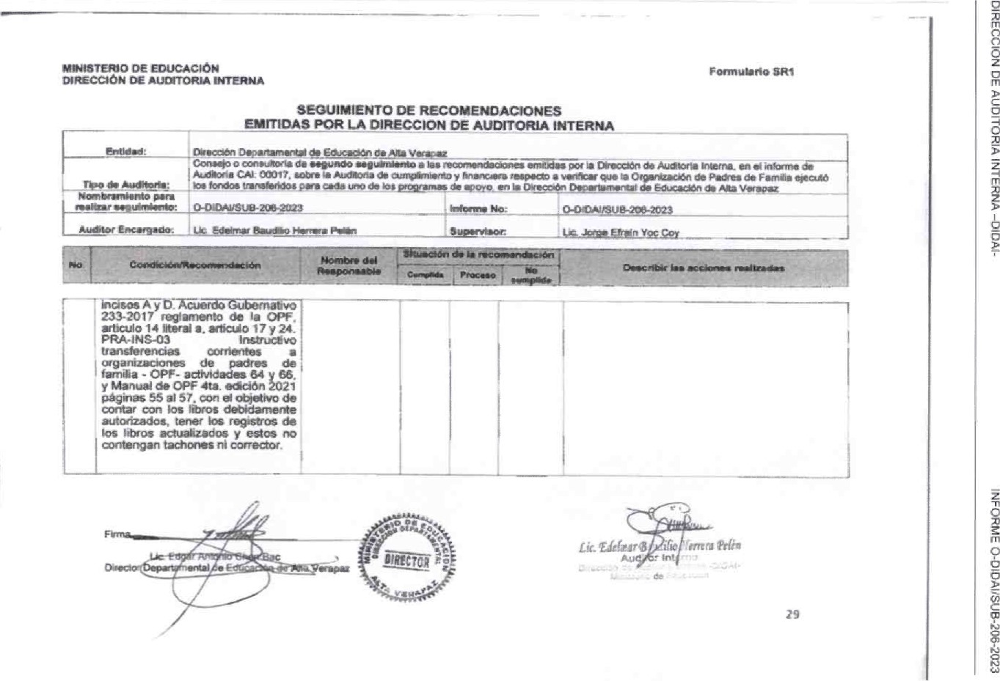 MINISTERIO DE EDUCACIÓN
DIRECCIÓN DE AUDITORIA INTERNA
Formulario SR1
SEGUIMIENTO DE RECOMENDACIONES
EMITIDAS POR LA DIRECCION DE AUDITORIA INTERNA
Entidad: Dirección Departamental de Educación de Alta Verapaz
Tipo de Auditoria: Consejo o consultoría de segundo seguimiento a las recomendaciones emitidas por la Dirección de Auditoria Interna, en el informe de
Auditoria CAI: 00017, sobre la Auditoria de cumplimiento y financiera respecto a verificar que la Organización de Padres de Familia ejecutó
los fondos transferidos para cada uno de los programas de apoyo, en la Dirección Departamental de Educación de Alta Verapaz
Nombramiento para
realizar seguimiento: O-DIDAI/SUB-206-2023 Informe No: O-DIDAI/SUB-206-2023
Auditor Encargado: Lic. Edelmar Baudilio Herrera Pelén Supervisor: Lic. Jorge Efraín Yoc Coy
No. Condición/Recomendación Nombre del
Responsable Situación de la recomendación Describir las acciones realizadas
Cumplida Proceso No
cumplida
incisos A y D. Acuerdo Gubernativo
233-2017 reglamento de la OPF,
articulo 14 literal a, articulo 17 y 24.
PRA-INS-03 Instructivo
transferencias corrientes a
organizaciones de padres de
familia - OPF- actividades 64 y 66,
y Manual de OPF 4ta. edición 2021
páginas 55 al 57, con el objetivo de
contar con los libros debidamente
autorizados, tener los registros de
los libros actualizados y estos no
contengan tachones ni corrector.
Firma
Lic. Edgar Antonio Bac
Director Departamental de Educación de Alta Verapaz
MINISTERIO DE EDUCACION
DIRECCION DEPARTAMENTAL
DIRECTOR
ALTA VERAPAZ
Lic. Edelmar Baudilio Herrera Pelén
Auditor Interno
29
DIRECCION DE AUDITORIA INTERNA –DIDAI-
INFORME O-DIDAI/SUB-206-2023